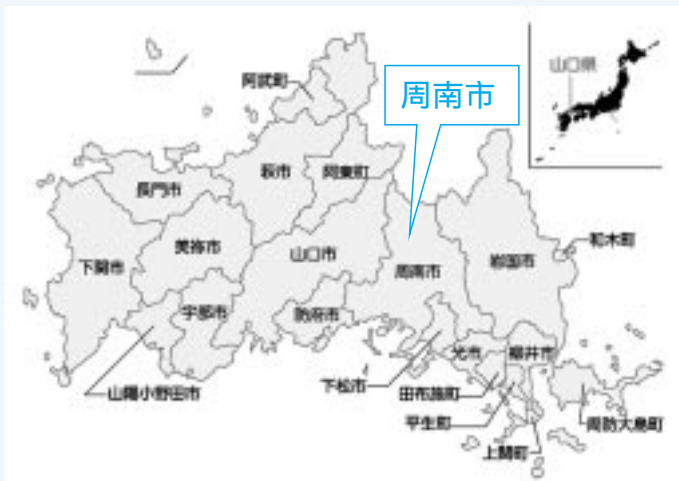 阿武町
周南市
山口県
萩市
阿東町
長門市
和木町
美祢市
山口市
岩国市
下関市
周南市
宇部市
防府市
光市
柳井市
下松市
山陽小野田市
田布施町
平生町
周防大島町
上関町